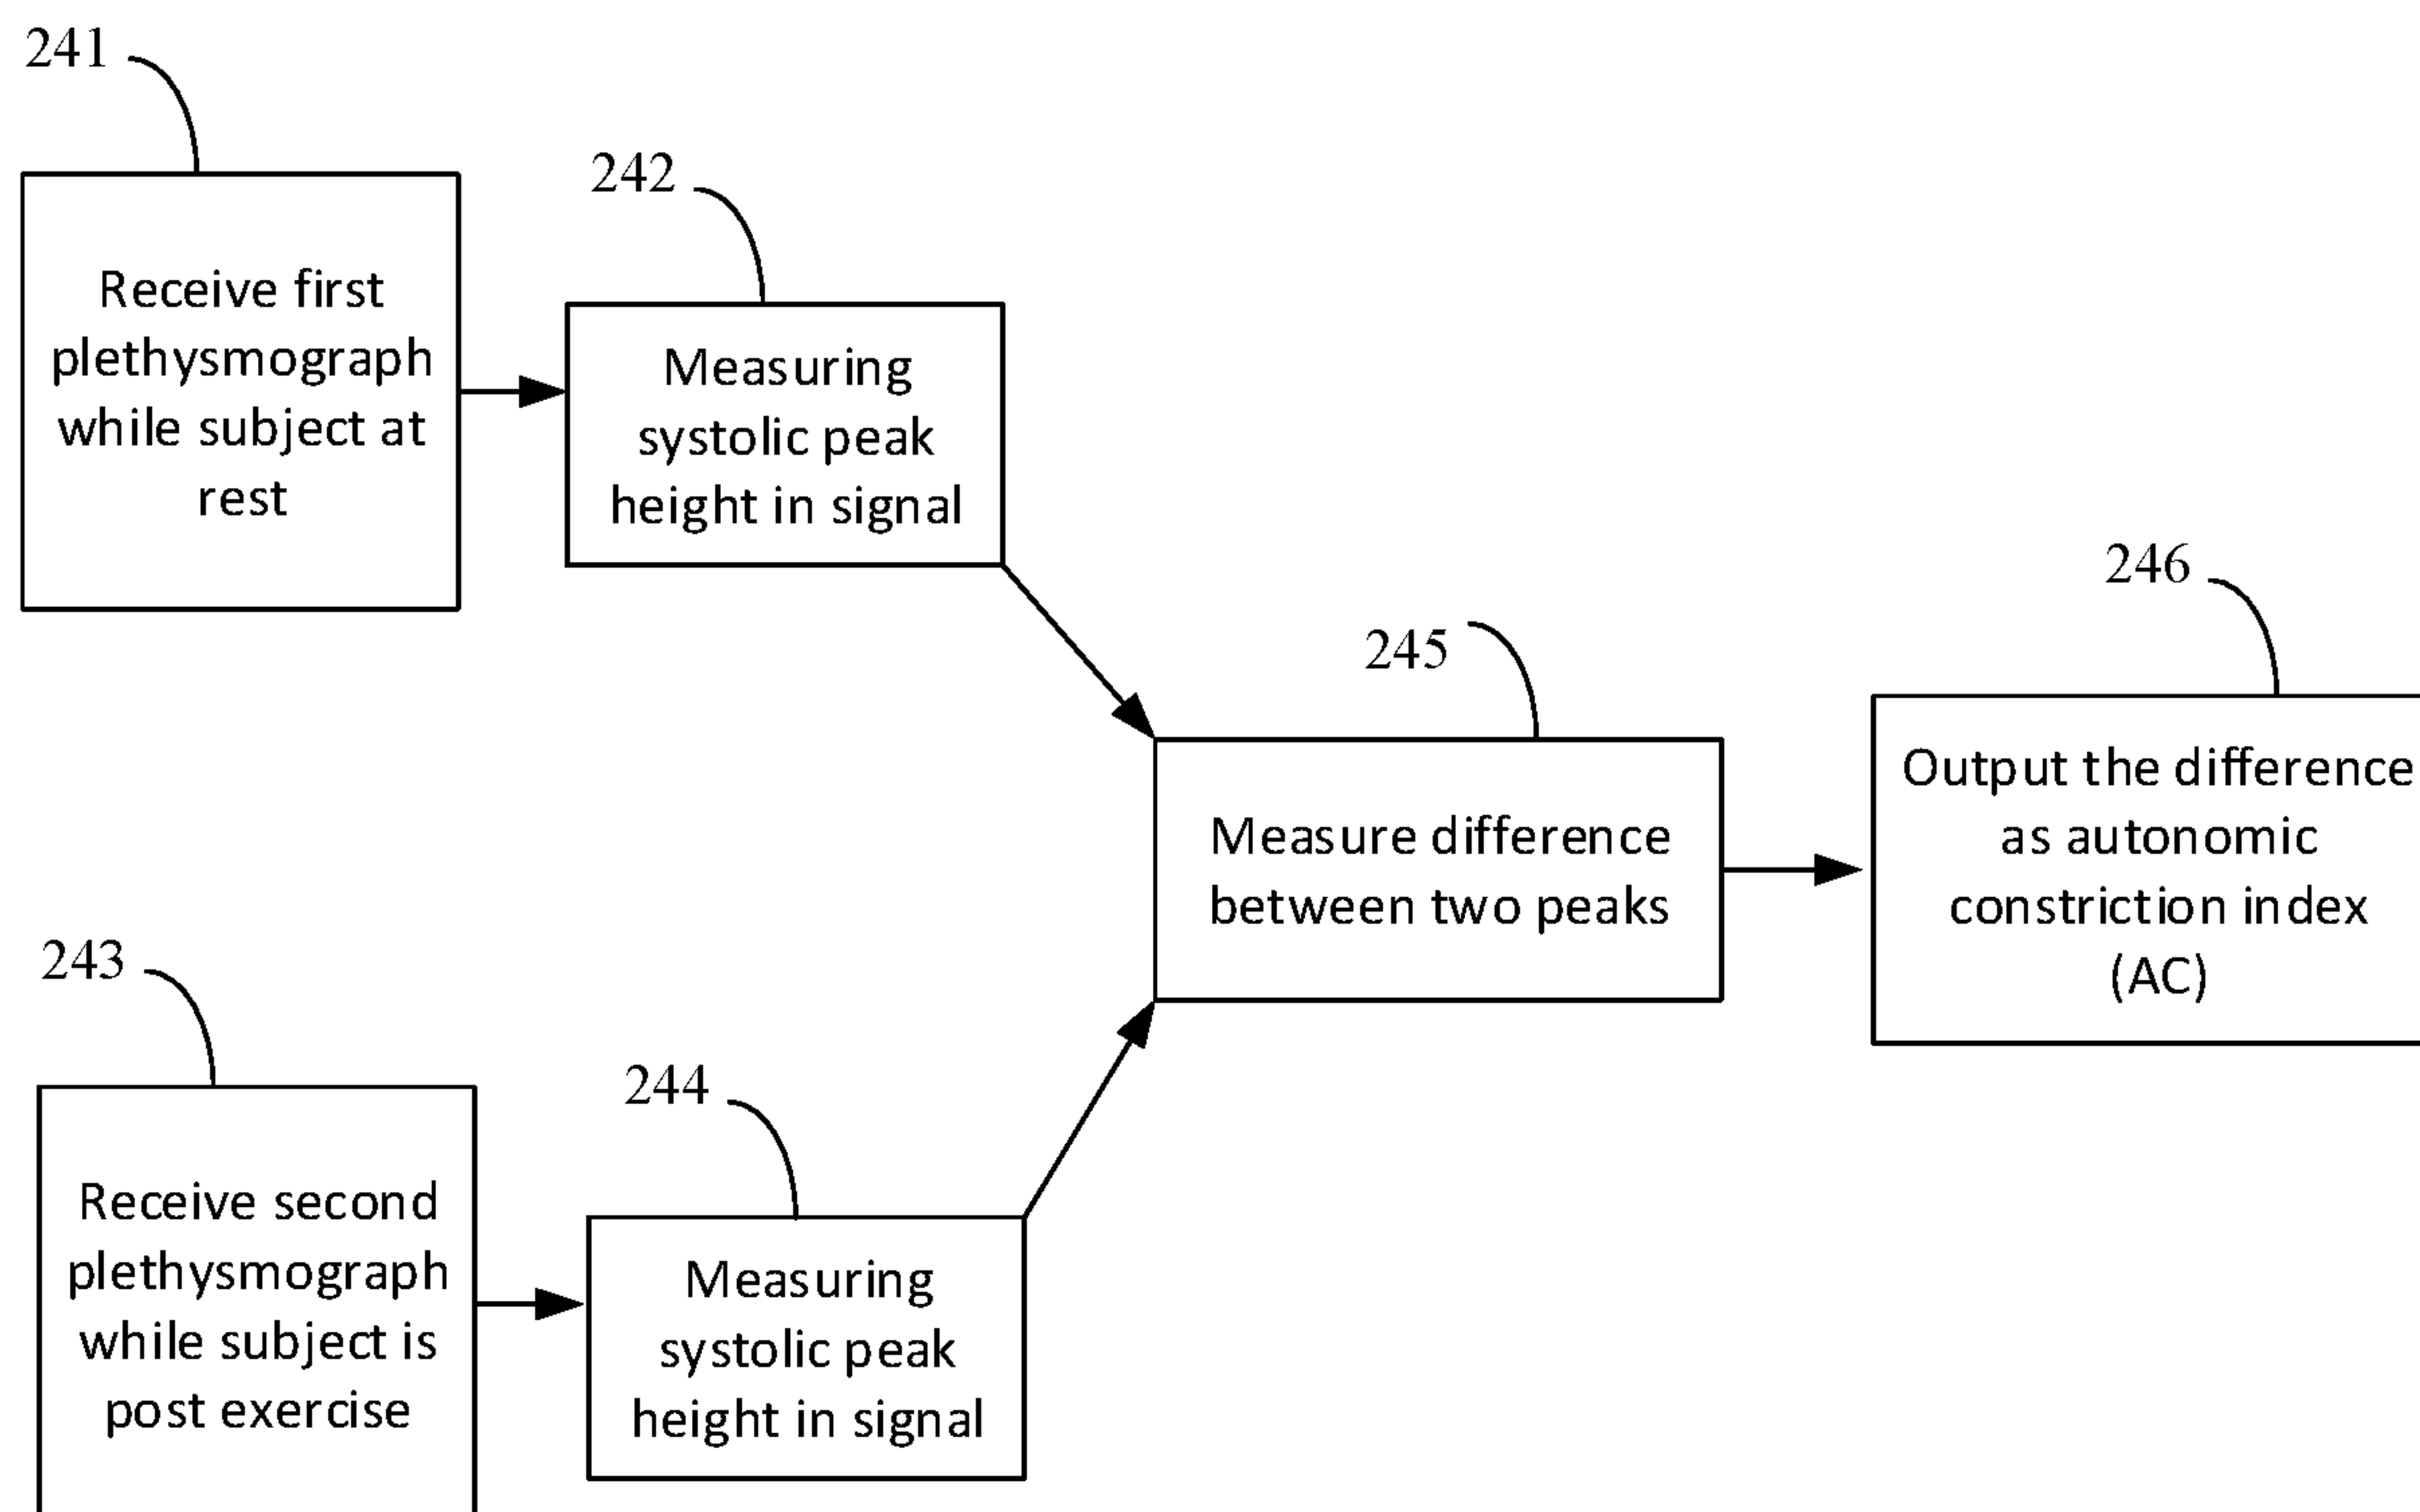 241
Receive first
plethysmograph
while subject at
rest
242
Measuring
systolic peak
height in signal
243
Receive second
plethysmograph
while subject is
post exercise
244
Measuring
systolic peak
height in signal
245
Measure difference
between two peaks
246
Output the difference
as autonomic
constriction index
(AC)